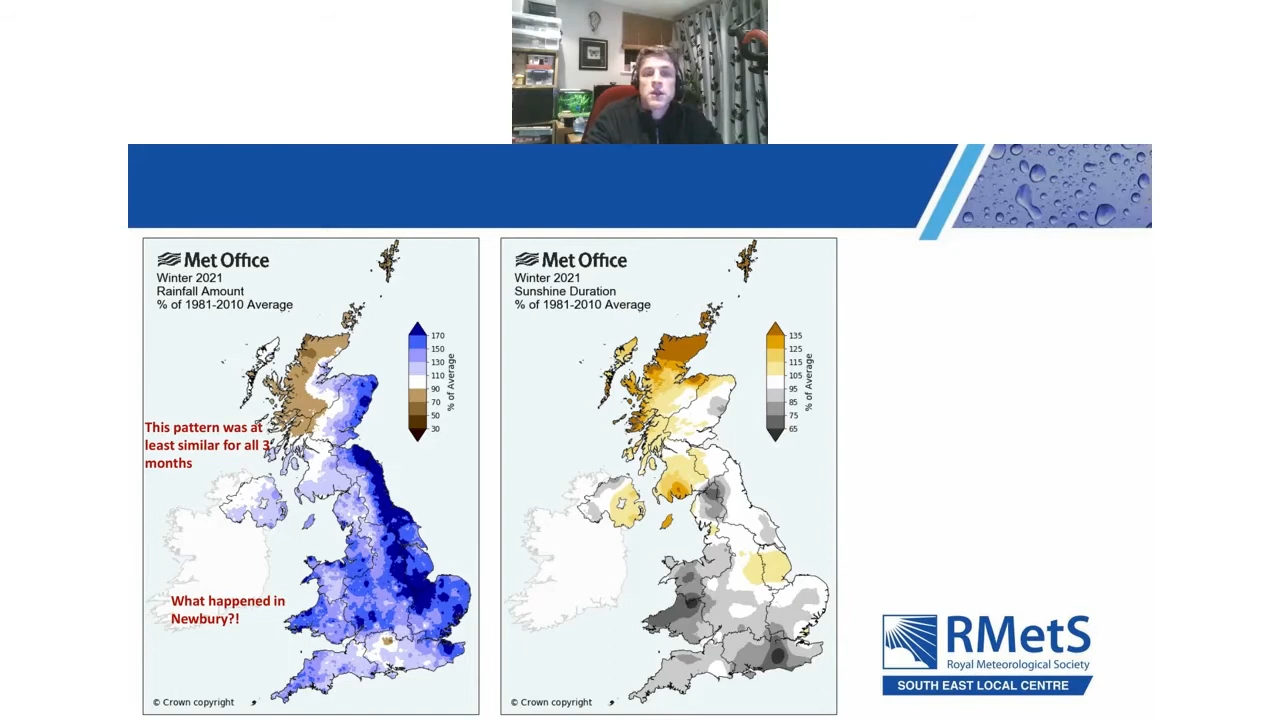 Met Office
Winter 2021
Rainfall Amount
% of 1981-2010 Average
170
150
130
110
90
70
50
30
% of Average
This pattern was at
least similar for all 3
months
What happened in
Newbury?!
© Crown copyright
Met Office
Winter 2021
Sunshine Duration
% of 1981-2010 Average
135
125
115
105
95
85
75
65
% of Average
© Crown copyright
RMetS
Royal Meteorological Society
SOUTH EAST LOCAL CENTRE